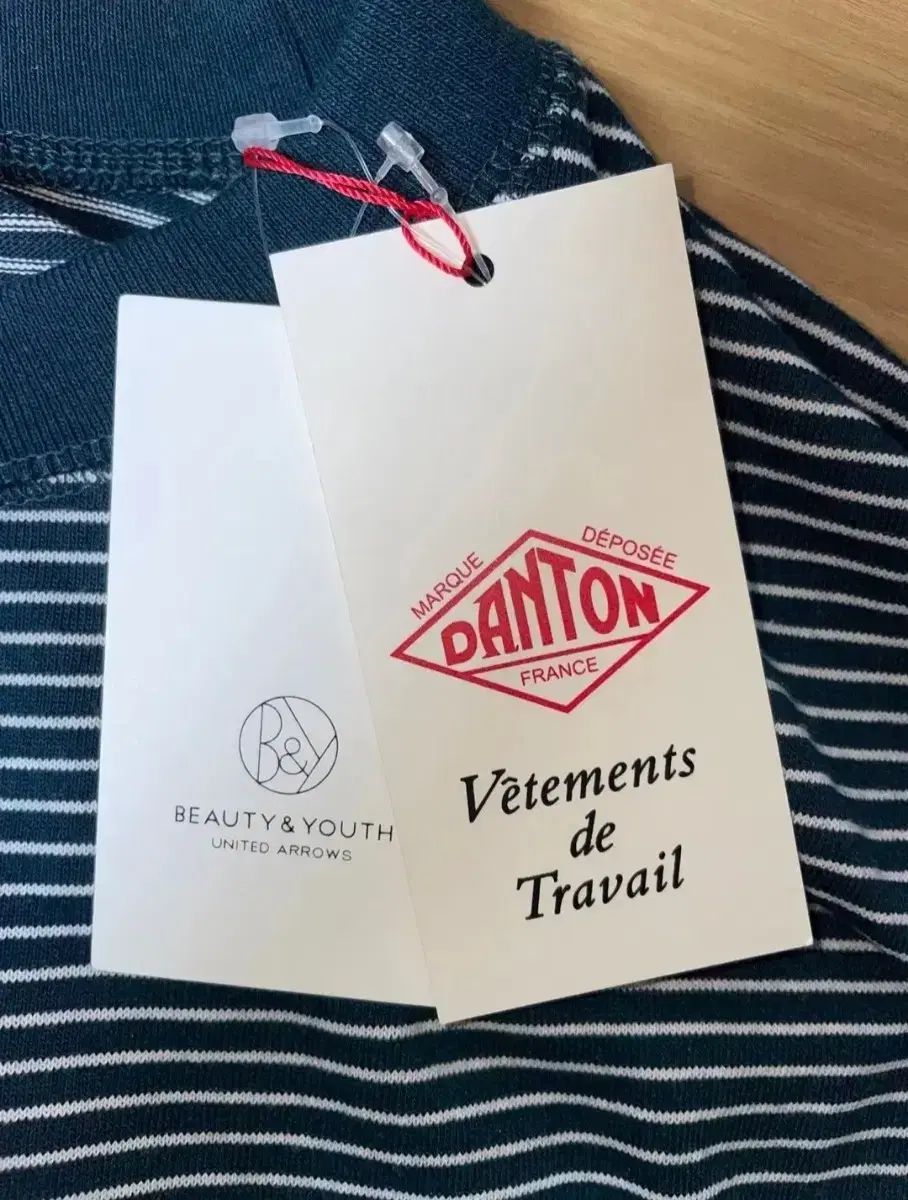 MARQUE DÉPOSÉE
DANTON
FRANCE
Vêtements
de
Travail
B&Y
BEAUTY & YOUTH
UNITED ARROWS